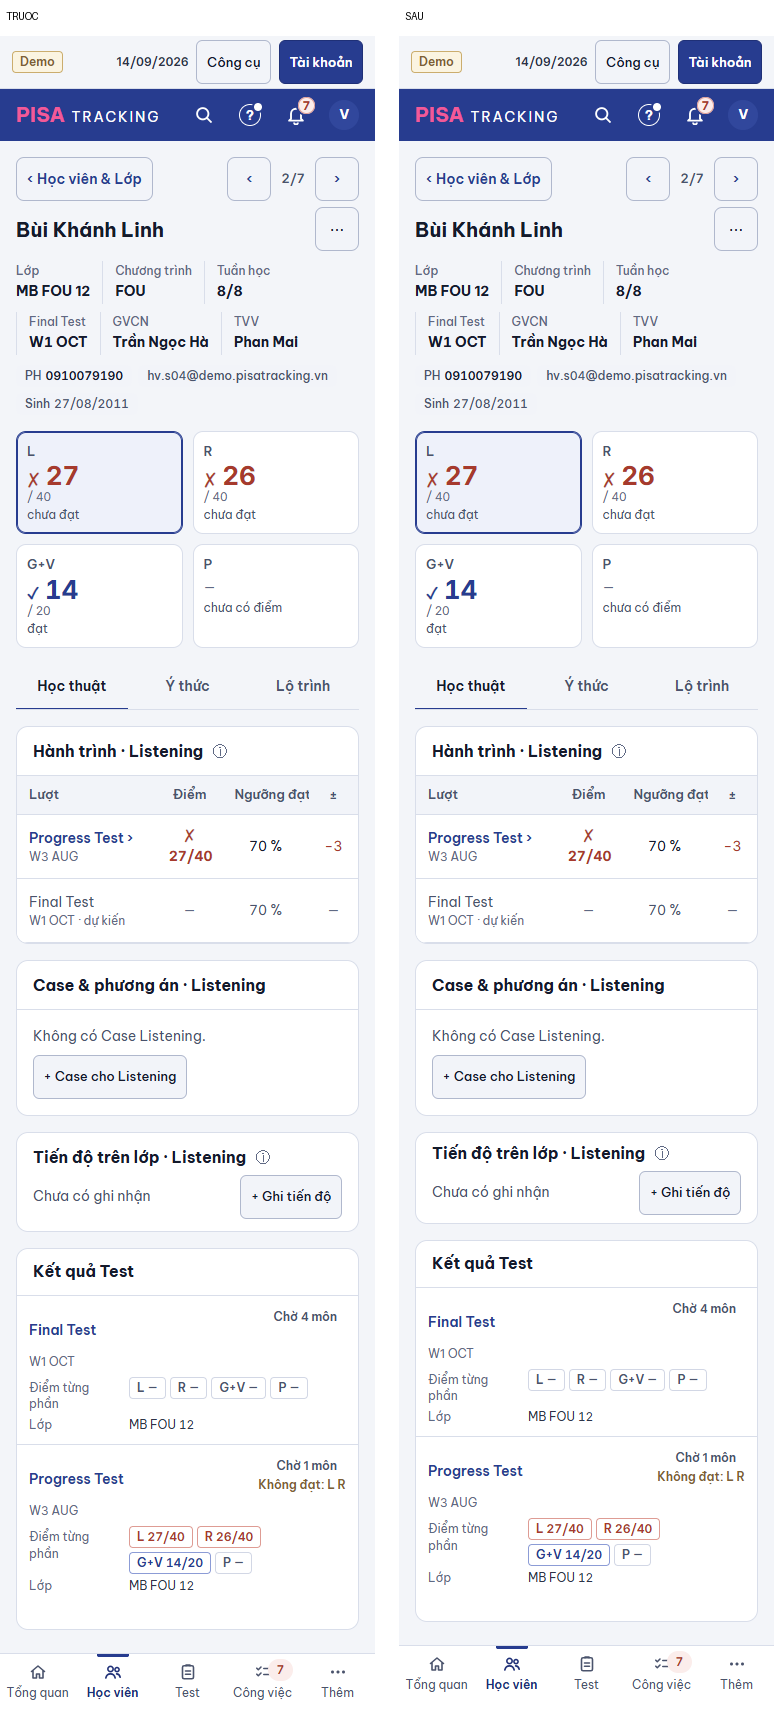 TRUOC
Demo
14/09/2026
Công cụ
Tài khoản
PISA TRACKING
?
7
V
‹ Học viên & Lớp
‹
2/7
›
Bùi Khánh Linh
...
Lớp
Chương trình
Tuần học
MB FOU 12
FOU
8/8
Final Test
GVCN
TVV
W1 OCT
Trần Ngọc Hà
Phan Mai
PH 0910079190
hv.s04@demo.pisatracking.vn
Sinh 27/08/2011
L
✗ 27
/ 40
chưa đạt
R
✗ 26
/ 40
chưa đạt
G+V
✓ 14
/ 20
đạt
P
–
chưa có điểm
Học thuật
Ý thức
Lộ trình
Hành trình · Listening ⓘ
Lượt
Điểm
Ngưỡng đạt
±
Progress Test ›
W3 AUG
✗
27/40
70 %
−3
Final Test
W1 OCT · dự kiến
–
70 %
–
Case & phương án · Listening
Không có Case Listening.
+ Case cho Listening
Tiến độ trên lớp · Listening ⓘ
Chưa có ghi nhận
+ Ghi tiến độ
Kết quả Test
Chờ 4 môn
Final Test
W1 OCT
Điểm từng phần
L –
R –
G+V –
P –
Lớp
MB FOU 12
Chờ 1 môn
Progress Test
Không đạt: L R
W3 AUG
Điểm từng phần
L 27/40
R 26/40
G+V 14/20
P –
Lớp
MB FOU 12
Tổng quan
Học viên
Test
7
Công việc
Thêm
SAU
Demo
14/09/2026
Công cụ
Tài khoản
PISA TRACKING
?
7
V
‹ Học viên & Lớp
‹
2/7
›
Bùi Khánh Linh
...
Lớp
Chương trình
Tuần học
MB FOU 12
FOU
8/8
Final Test
GVCN
TVV
W1 OCT
Trần Ngọc Hà
Phan Mai
PH 0910079190
hv.s04@demo.pisatracking.vn
Sinh 27/08/2011
L
✗ 27
/ 40
chưa đạt
R
✗ 26
/ 40
chưa đạt
G+V
✓ 14
/ 20
đạt
P
–
chưa có điểm
Học thuật
Ý thức
Lộ trình
Hành trình · Listening ⓘ
Lượt
Điểm
Ngưỡng đạt
±
Progress Test ›
W3 AUG
✗
27/40
70 %
−3
Final Test
W1 OCT · dự kiến
–
70 %
–
Case & phương án · Listening
Không có Case Listening.
+ Case cho Listening
Tiến độ trên lớp · Listening ⓘ
Chưa có ghi nhận
+ Ghi tiến độ
Kết quả Test
Chờ 4 môn
Final Test
W1 OCT
Điểm từng phần
L –
R –
G+V –
P –
Lớp
MB FOU 12
Chờ 1 môn
Progress Test
Không đạt: L R
W3 AUG
Điểm từng phần
L 27/40
R 26/40
G+V 14/20
P –
Lớp
MB FOU 12
Tổng quan
Học viên
Test
7
Công việc
Thêm